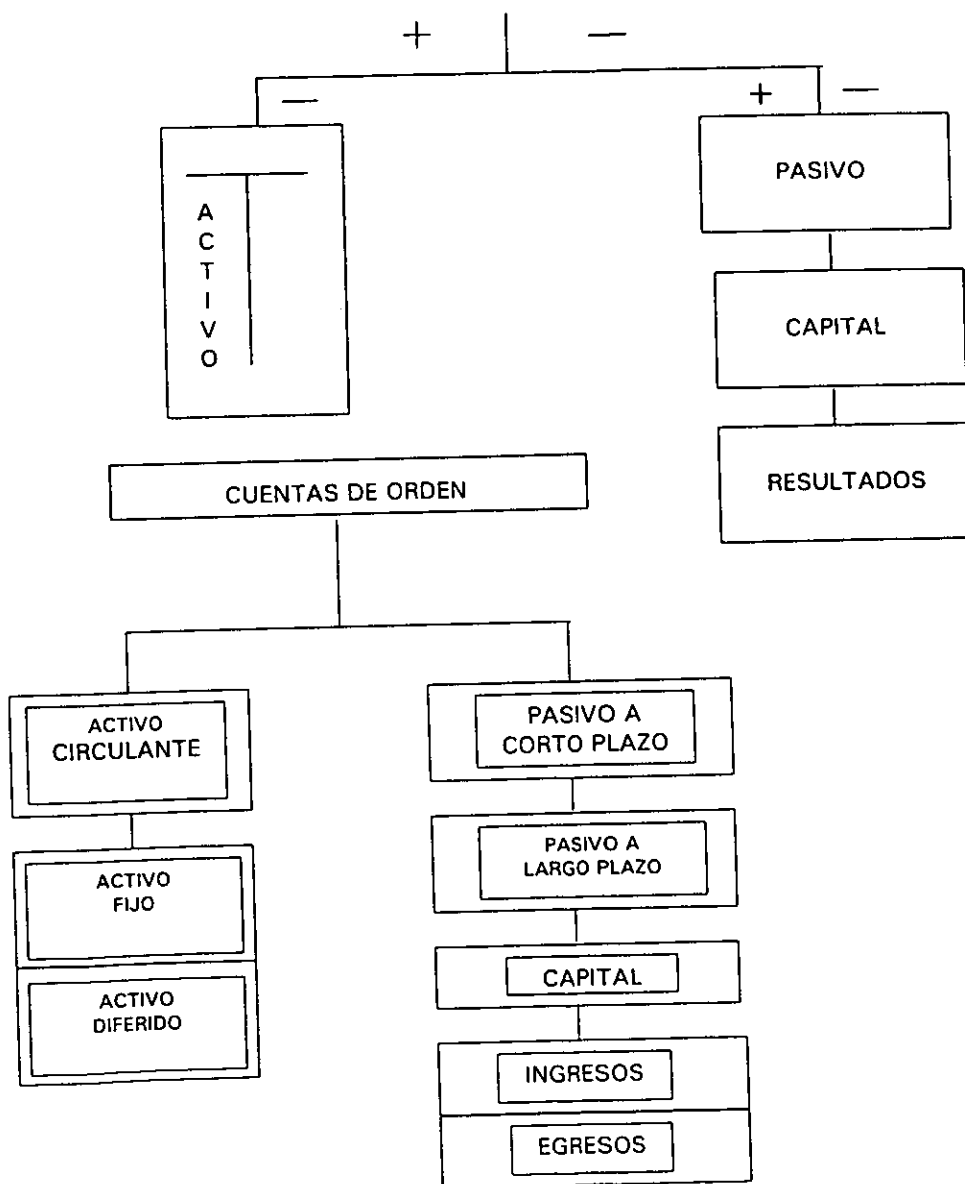 + —
—
+ —
ACTIVO
PASIVO
CAPITAL
RESULTADOS
CUENTAS DE ORDEN
ACTIVO
CIRCULANTE
ACTIVO
FIJO
ACTIVO
DIFERIDO
PASIVO A
CORTO PLAZO
PASIVO A
LARGO PLAZO
CAPITAL
INGRESOS
EGRESOS